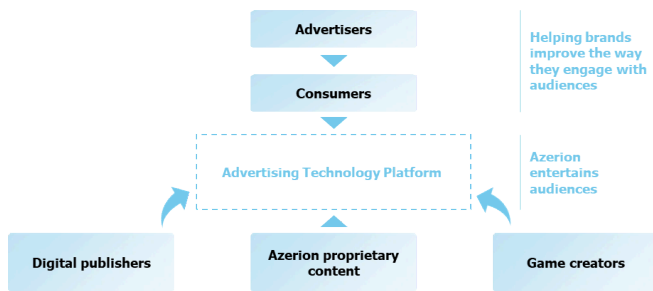 Advertisers
Helping brands
improve the way
they engage with
audiences
Consumers
Advertising Technology Platform
Azerion
entertains
audiences
Digital publishers
Azerion proprietary
content
Game creators